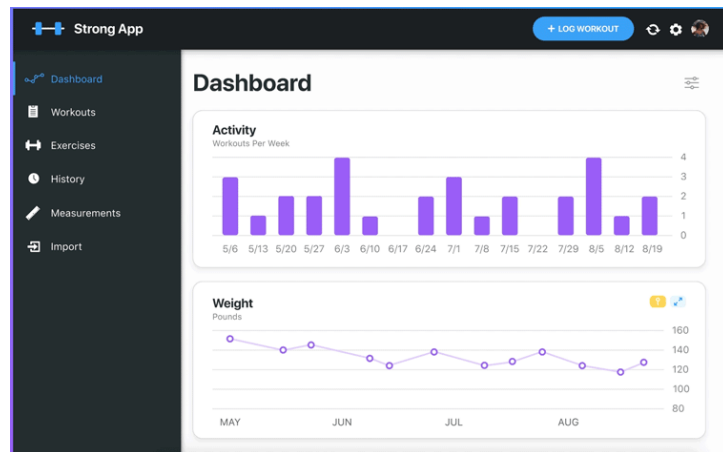 Strong App
+ LOG WORKOUT
Dashboard
Workouts
Exercises
History
Measurements
Import
Dashboard
Activity
Workouts Per Week
4
3
2
1
0
5/6 5/13 5/20 5/27 6/3 6/10 6/17 6/24 7/1 7/8 7/15 7/22 7/29 8/5 8/12 8/19
Weight
Pounds
160
140
120
100
80
MAY JUN JUL AUG